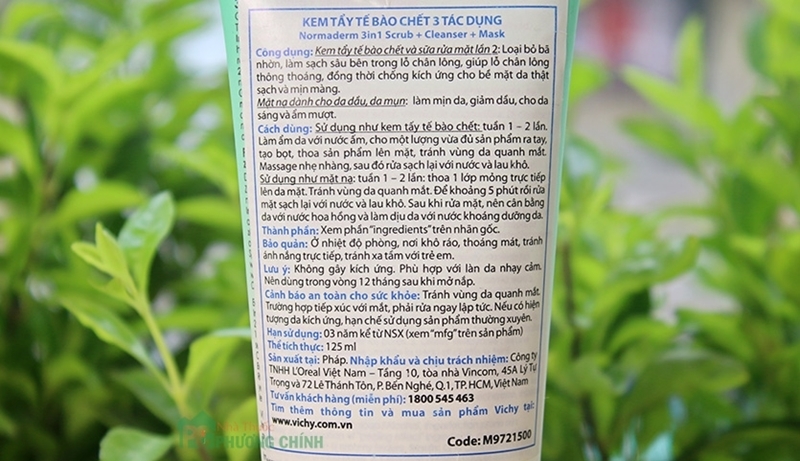 KEM TẨY TẾ BÀO CHẾT 3 TÁC DỤNG
Normaderm 3in1 Scrub + Cleanser + Mask
Công dụng: Kem tẩy tế bào chết và sữa rửa mặt lần 2: Loại bỏ bã
nhờn, làm sạch sâu bên trong lỗ chân lông, giúp lỗ chân lông
thông thoáng, đồng thời chống kích ứng cho bề mặt da thật
sạch và mịn màng.
Mặt nạ dành cho da dầu, da mụn: làm mịn da, giảm dầu, cho da
sáng và ẩm mượt.
Cách dùng: Sử dụng như kem tẩy tế bào chết: tuần 1 – 2 lần.
Làm ẩm da với nước ấm, cho một lượng vừa đủ sản phẩm ra tay,
tạo bọt, thoa sản phẩm lên mặt, tránh vùng da quanh mắt.
Massage nhẹ nhàng, sau đó rửa sạch lại với nước và lau khô.
Sử dụng như mặt nạ: tuần 1 – 2 lần: thoa 1 lớp mỏng trực tiếp
lên da mặt. Tránh vùng da quanh mắt. Để khoảng 5 phút rồi rửa
mặt sạch lại với nước và lau khô. Sau khi rửa mặt, nên cân bằng
da với nước hoa hồng và làm dịu da với nước khoáng dưỡng da.
Thành phần: Xem phần "ingredients" trên nhãn gốc.
Bảo quản: Ở nhiệt độ phòng, nơi khô ráo, thoáng mát, tránh
ánh nắng trực tiếp, tránh xa tầm với trẻ em.
Lưu ý: Không gây kích ứng. Phù hợp với làn da nhạy cảm.
Nên dùng trong vòng 12 tháng sau khi mở nắp.
Cảnh báo an toàn cho sức khỏe: Tránh vùng da quanh mắt.
Trường hợp tiếp xúc với mắt, phải rửa ngay lập tức. Nếu có hiện
tượng da kích ứng, hạn chế sử dụng sản phẩm thường xuyên.
Hạn sử dụng: 03 năm kể từ NSX (xem "mfg" trên sản phẩm)
Thể tích thực: 125 ml
Sản xuất tại: Pháp. Nhập khẩu và chịu trách nhiệm: Công ty
TNHH L'Oreal Việt Nam – Tầng 10, tòa nhà Vincom, 45A Lý Tự
Trọng và 72 Lê Thánh Tôn, P. Bến Nghé, Q.1, TP. HCM, Việt Nam
Tư vấn khách hàng (miễn phí): 1800 545 463
Tìm thêm thông tin và mua sản phẩm Vichy tại:
www.vichy.com.vn
Code: M9721500
PHƯƠNG CHÍNH